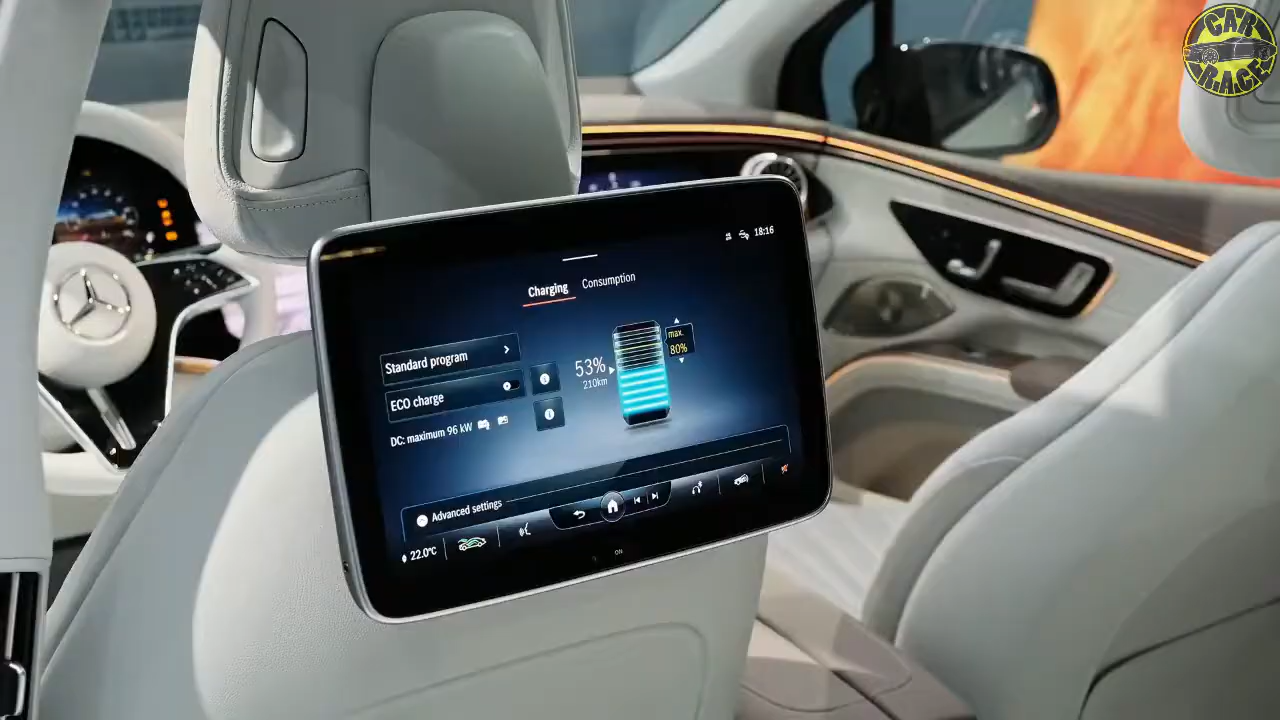 CAR
RACE
18:16
Charging Consumption
Standard program
ECO charge
DC: maximum 96 kW
53%
210km
max.
80%
Advanced settings
22.0°C
ON